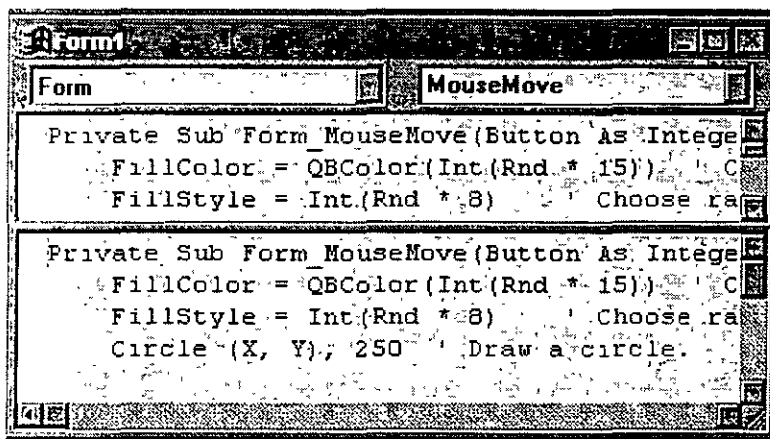 Form1
Form MouseMove
Private Sub Form_MouseMove(Button As Intege
FillColor = QBColor(Int(Rnd * 15)) ' C
FillStyle = Int(Rnd * 8) ' Choose ra
Private Sub Form_MouseMove(Button As Intege
FillColor = QBColor(Int(Rnd * 15)) ' C
FillStyle = Int(Rnd * 8) ' Choose ra
Circle (X, Y), 250 ' Draw a circle.